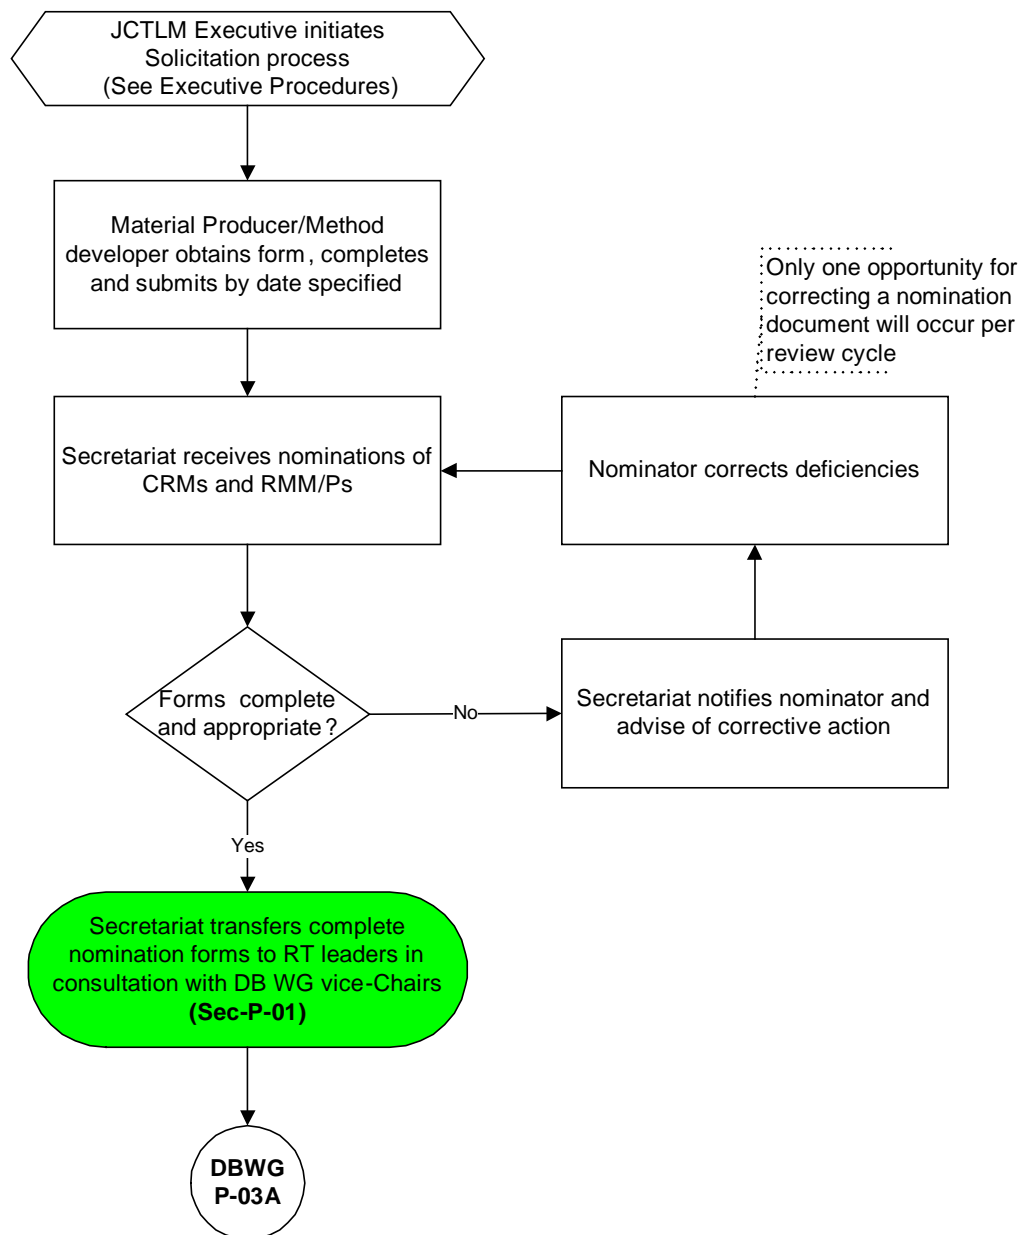 JCTLM Executive initiates
Solicitation process
(See Executive Procedures)
Material Producer/Method
developer obtains form, completes
and submits by date specified
Only one opportunity for
correcting a nomination
document will occur per
review cycle
Secretariat receives nominations of
CRMs and RMM/Ps
Nominator corrects deficiencies
Forms complete
and appropriate?
No
Secretariat notifies nominator and
advise of corrective action
Yes
Secretariat transfers complete
nomination forms to RT leaders in
consultation with DB WG vice-Chairs
(Sec-P-01)
DBWG
P-03A